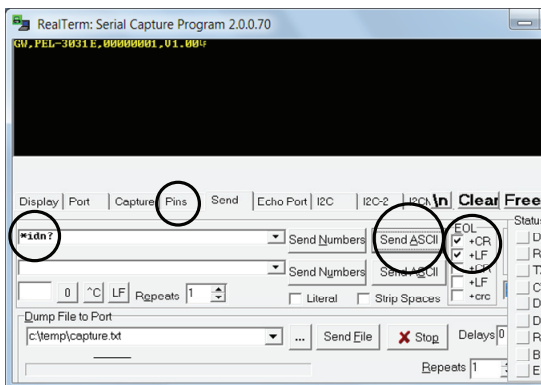 RealTerm: Serial Capture Program 2.0.0.70
GW,PEL-3031E,00000001,V1.00
Display Port Capture Pins Send Echo Port I2C I2C-2 \n Clear Free
*idn? Send Numbers Send ASCII EOL +CR +LF
Send Numbers Send ASCII +CR +LF +crc
0 ^C LF Repeats 1 Literal Strip Spaces
Dump File to Port
c:\temp\capture.txt ... Send File Stop Delays 0
Repeats 1